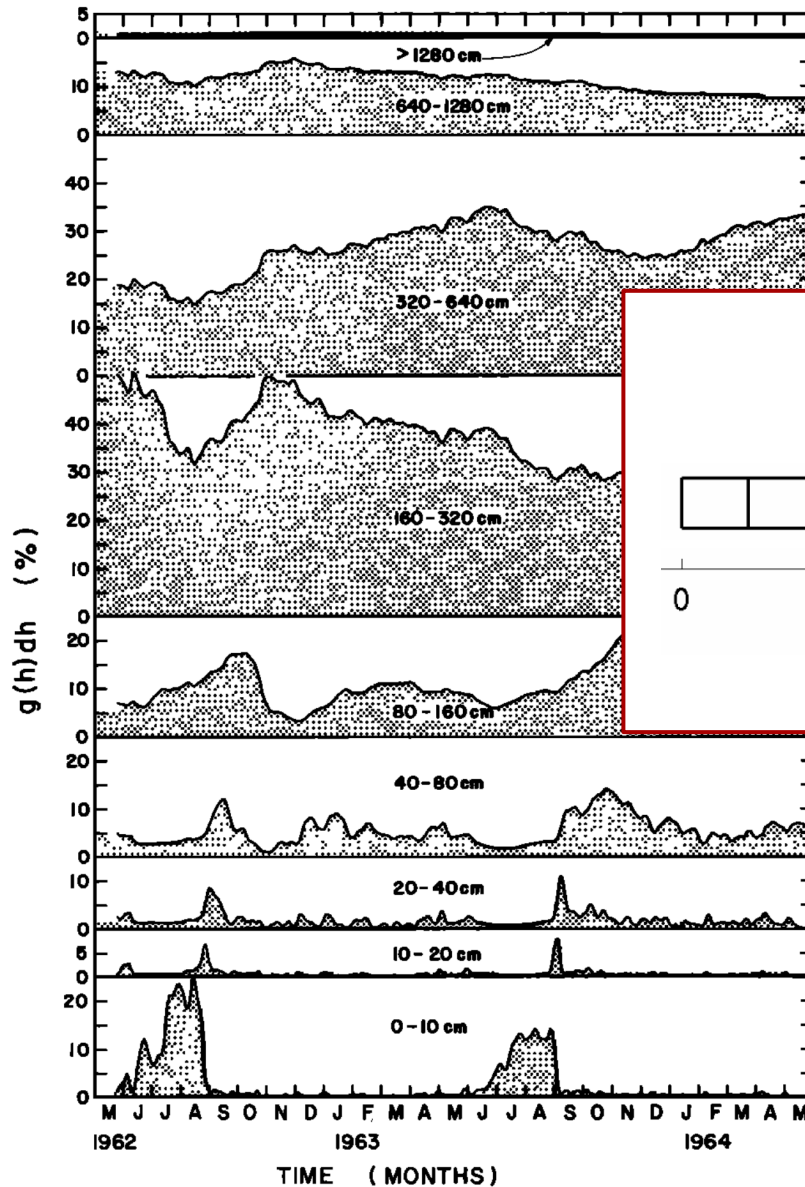 5
0
>1280 cm
10
5
640-1280 cm
0
40
30
20
320-640 cm
10
0
40
30
160-320 cm
20
10
0
0
20
10
80-160 cm
0
20
40-80 cm
10
0
10
20-40 cm
0
5
10-20 cm
0
20
0-10 cm
10
0
g(h)dh (%)
M J J A S O N D J F M A M J J A S O N D J F M A M
1962 1963 1964
TIME (MONTHS)